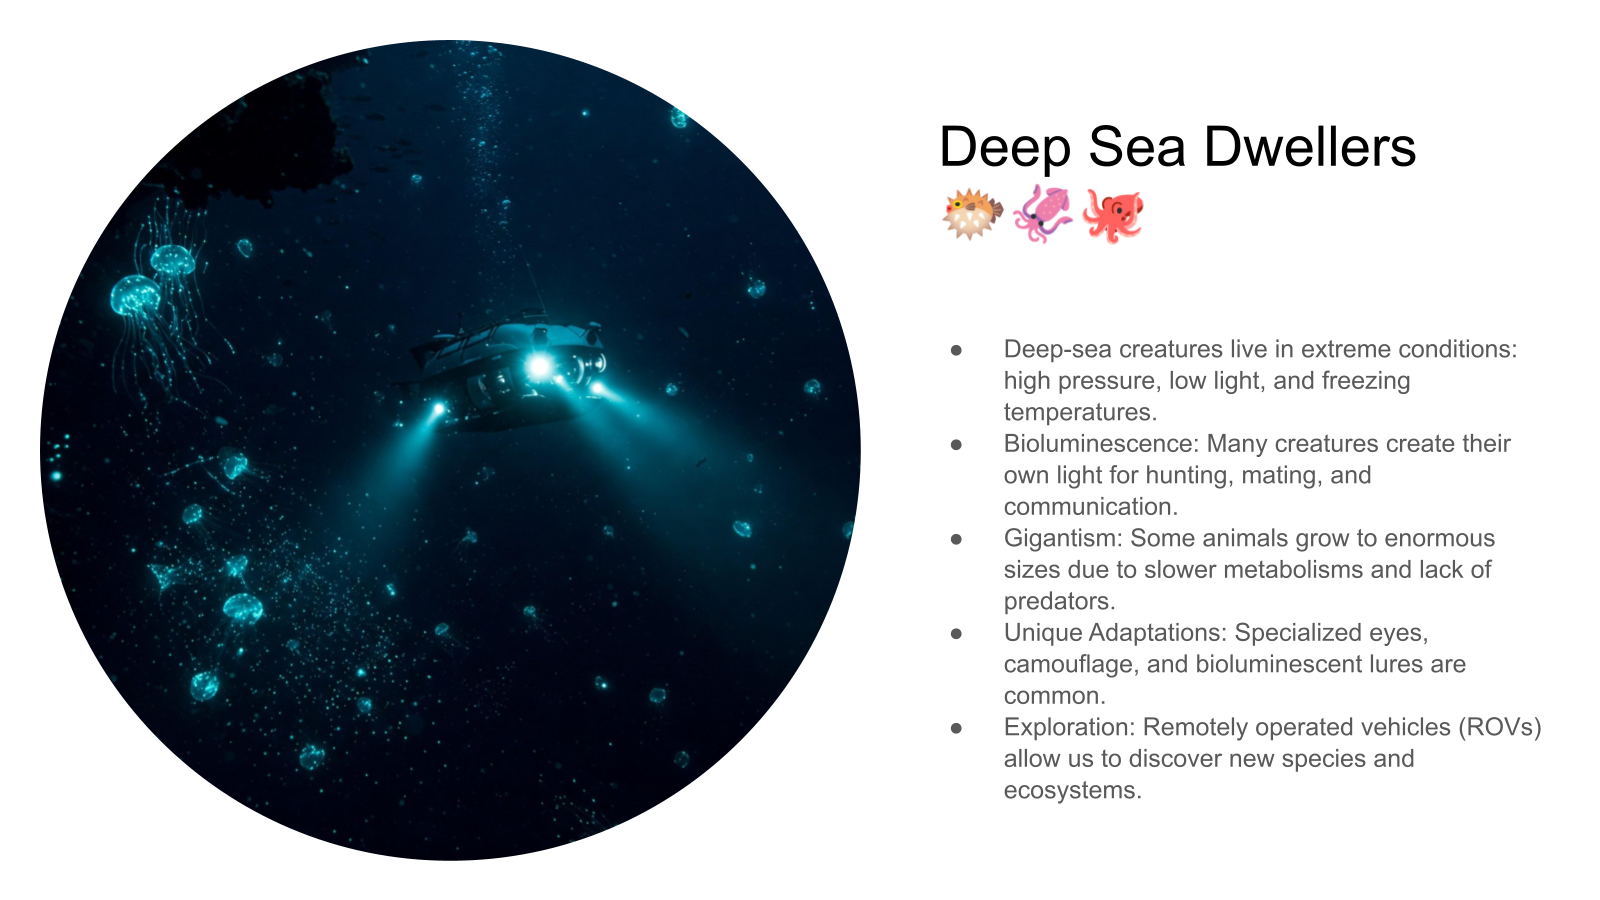 Deep Sea Dwellers
🐡🦑🐙
● Deep-sea creatures live in extreme conditions:
high pressure, low light, and freezing
temperatures.
● Bioluminescence: Many creatures create their
own light for hunting, mating, and
communication.
● Gigantism: Some animals grow to enormous
sizes due to slower metabolisms and lack of
predators.
● Unique Adaptations: Specialized eyes,
camouflage, and bioluminescent lures are
common.
● Exploration: Remotely operated vehicles (ROVs)
allow us to discover new species and
ecosystems.